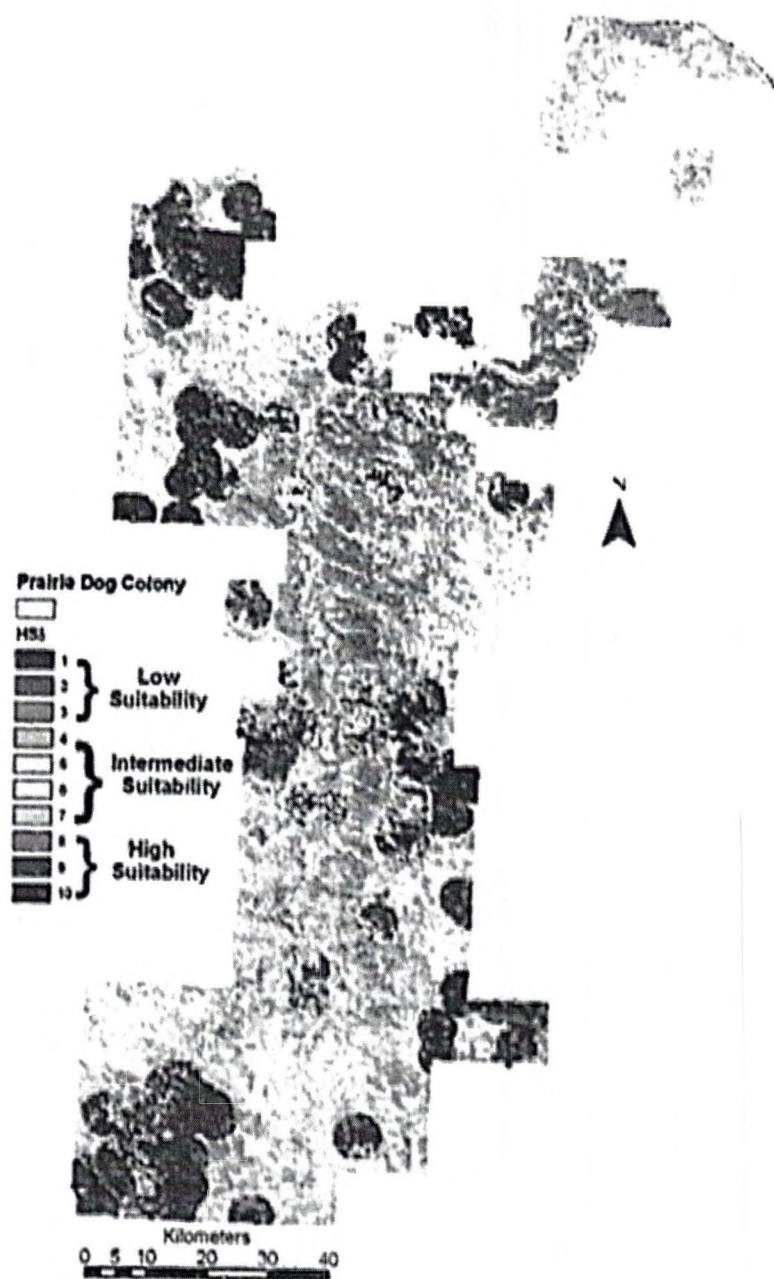 N
Prairie Dog Colony
HSI
1
2
3
Low
Suitability
4
5
6
7
Intermediate
Suitability
8
9
10
High
Suitability
Kilometers
0 5 10 20 30 40